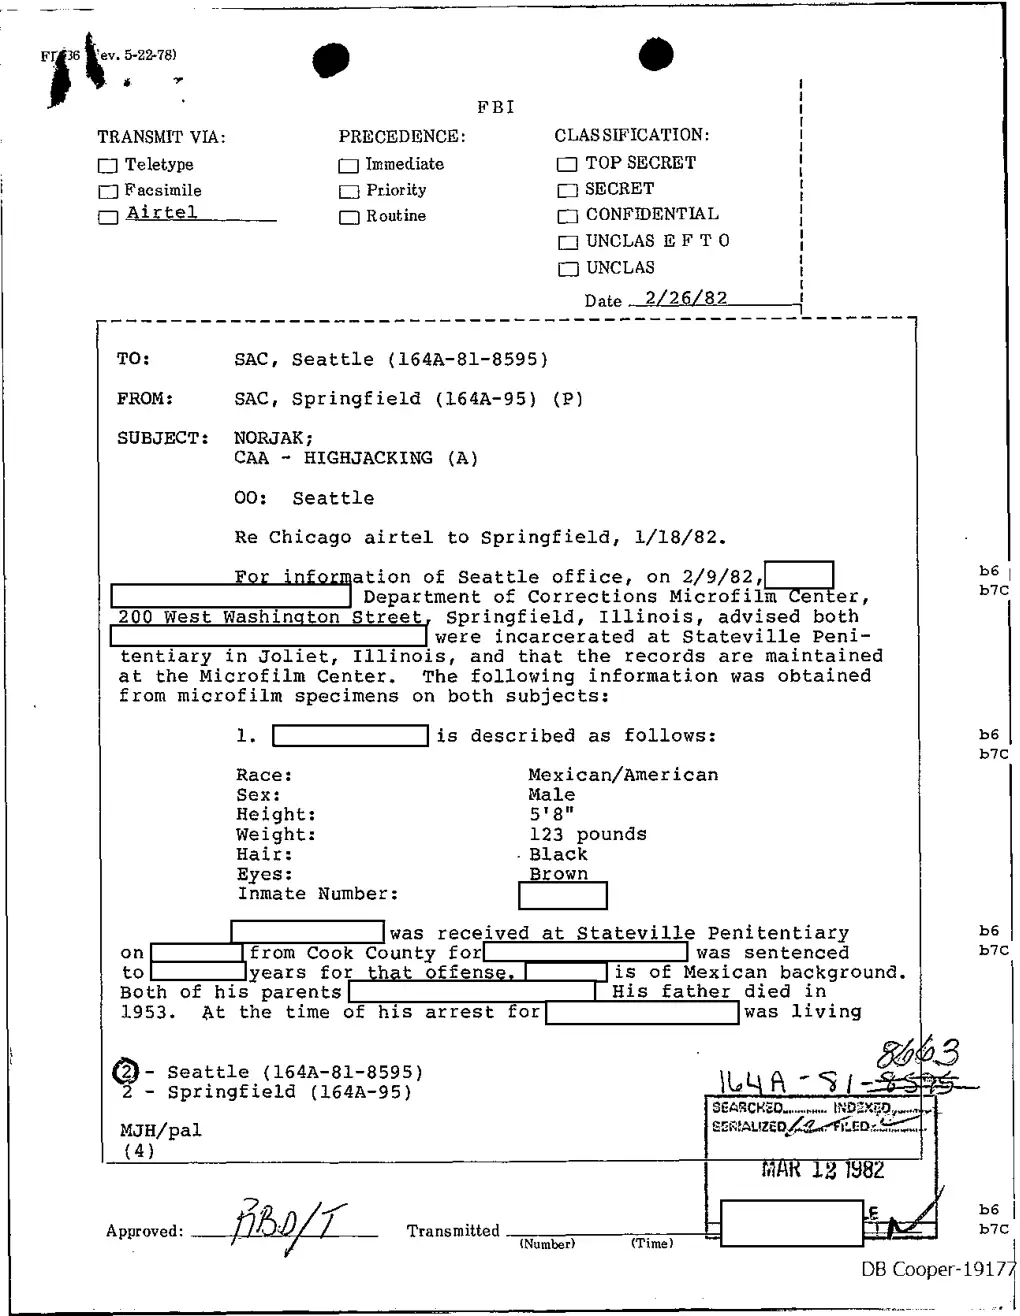 FBI
TRANSMIT VIA: PRECEDENCE: CLASSIFICATION:
Teletype Immediate TOP SECRET
Facsimile Priority SECRET
Airtel Routine CONFIDENTIAL
UNCLAS E F T O
UNCLAS
Date 2/26/82
TO: SAC, Seattle (164A-81-8595)
FROM: SAC, Springfield (164A-95) (P)
SUBJECT: NORJAK;
CAA - HIGHJACKING (A)
OO: Seattle
Re Chicago airtel to Springfield, 1/18/82.
For information of Seattle office, on 2/9/82, b6
Department of Corrections Microfilm Center, b7C
200 West Washington Street, Springfield, Illinois, advised both
were incarcerated at Stateville Peni-
tentiary in Joliet, Illinois, and that the records are maintained
at the Microfilm Center. The following information was obtained
from microfilm specimens on both subjects:
1. is described as follows: b6
b7C
Race: Mexican/American
Sex: Male
Height: 5'8"
Weight: 123 pounds
Hair: Black
Eyes: Brown
Inmate Number:
was received at Stateville Penitentiary b6
on from Cook County for was sentenced b7C
to years for that offense. is of Mexican background.
Both of his parents His father died in
1953. At the time of his arrest for was living
8663
2 - Seattle (164A-81-8595)
164A-81-8595
2 - Springfield (164A-95)
SEARCHED INDEXED
SERIALIZED FILED
MJH/pal
(4)
MAR 12 1982
Approved: Transmitted b6
(Number) (Time) b7C
DB Cooper-19177